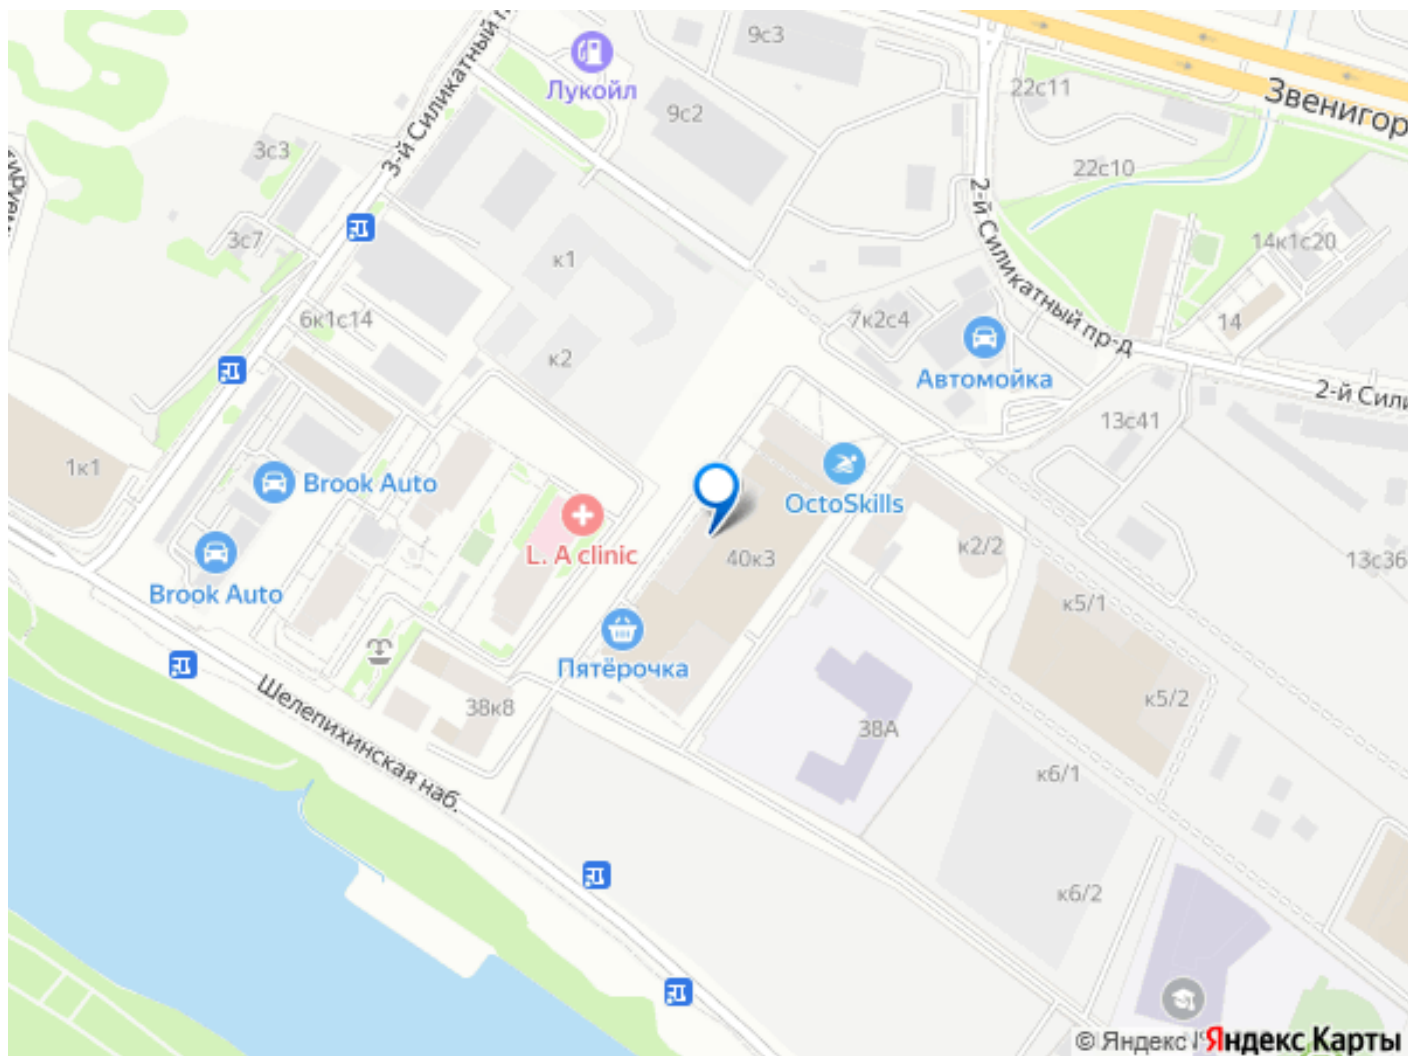 9с3
3-й Силикатный п
Лукойл
22с11
Звенигор
9с2
3с3
22с10
2-й Силикатный пр-д
3с7
14к1с20
к1
6к1с14
7к2с4
14
к2
Автомойка
2-й Сили
13с41
1к1
Brook Auto
OctoSkills
L. A clinic
40к3
к2/2
13с36
Brook Auto
к5/1
Пятёрочка
Шелепихинская наб.
38к8
38А
к5/2
к6/1
к6/2
© Яндекс Яндекс Карты